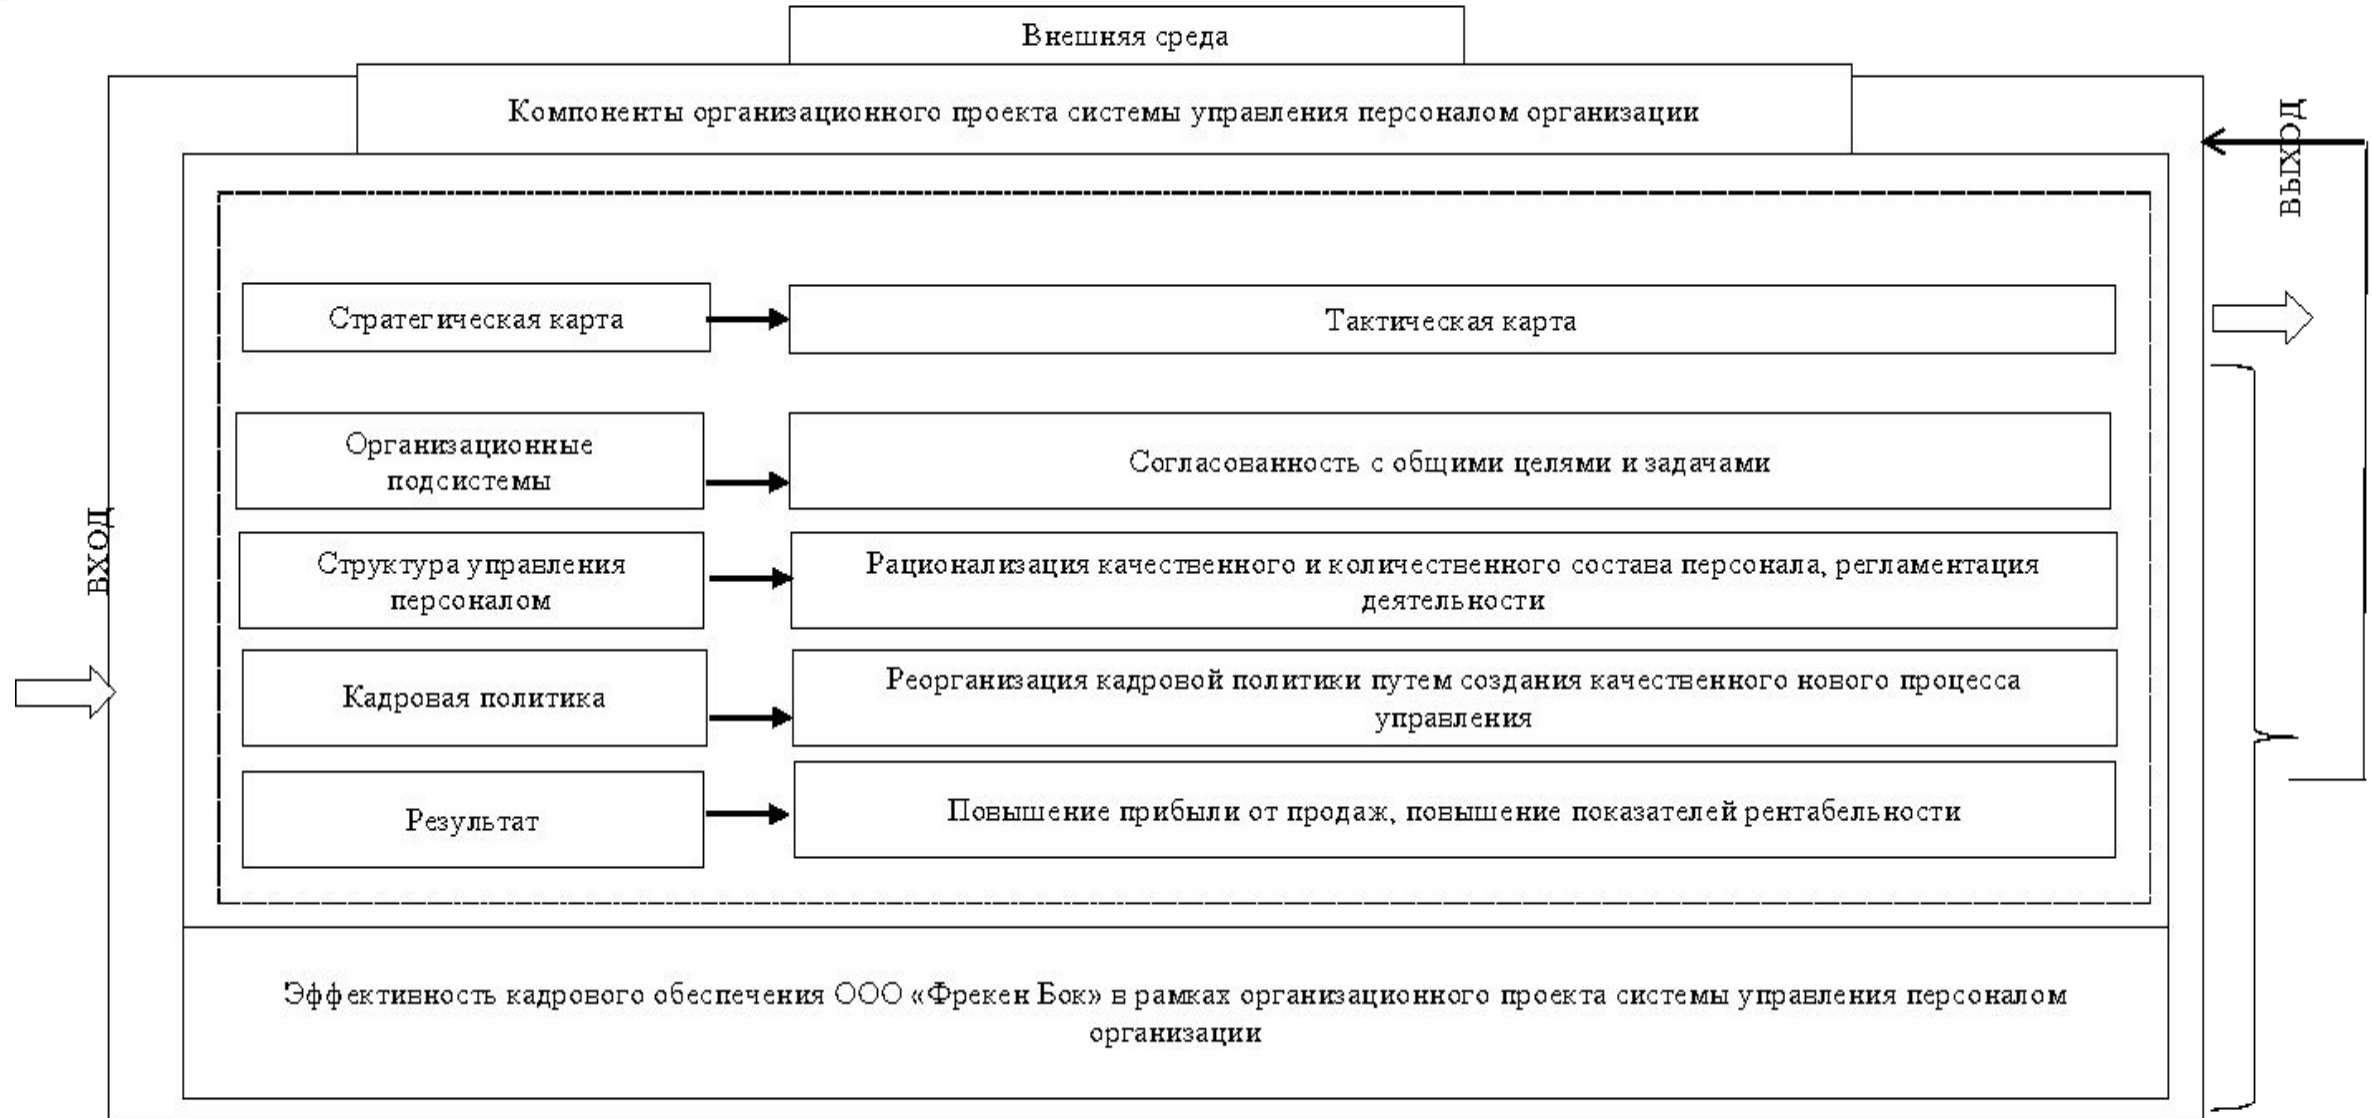 Внешняя среда
Компоненты организационного проекта системы управления персоналом организации
ВЫХОД
Стратегическая карта
Тактическая карта
Организационные
подсистемы
Согласованность с общими целями и задачами
ВХОД
Структура управления
персоналом
Рационализация качественного и количественного состава персонала, регламентация
деятельности
Кадровая политика
Реорганизация кадровой политики путем создания качественного нового процесса
управления
Результат
Повышение прибыли от продаж, повышение показателей рентабельности
Эффективность кадрового обеспечения ООО «Фрекен Бок» в рамках организационного проекта системы управления персоналом
организации